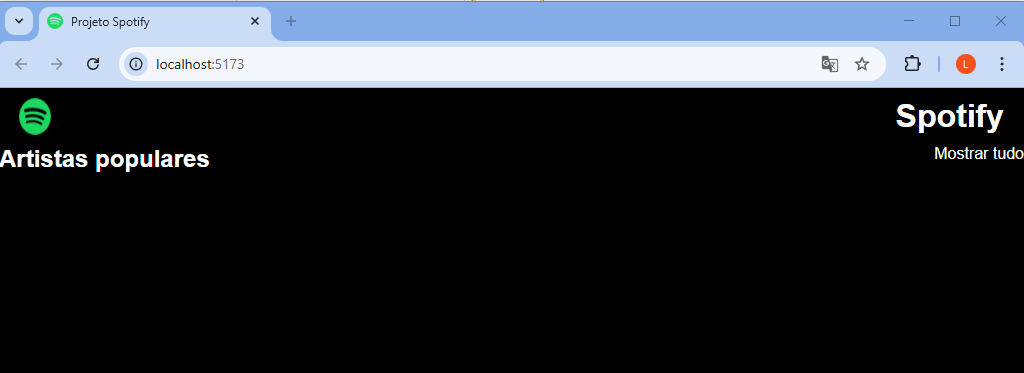 Projeto Spotify
localhost:5173
L
Spotify
Artistas populares
Mostrar tudo